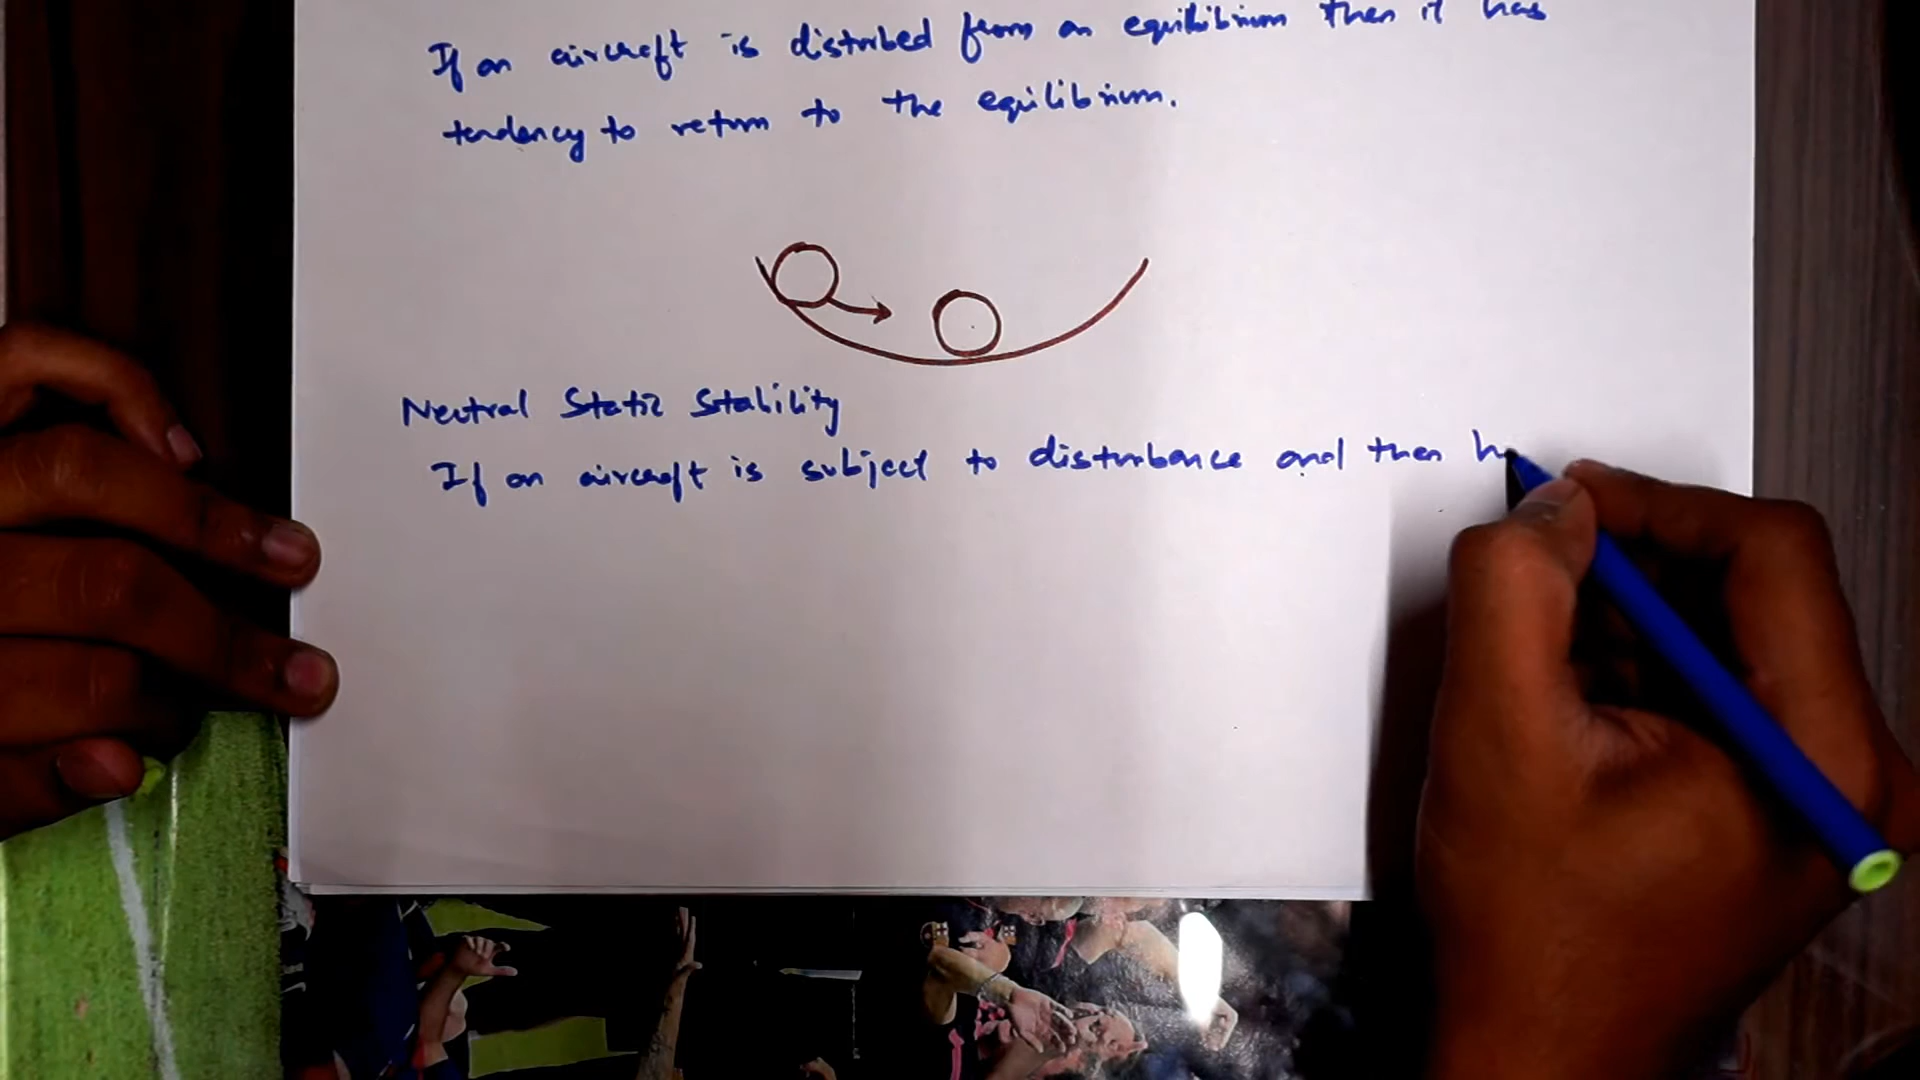 If an aircraft is disturbed from an equilibrium then it has
tendency to return to the equilibrium.
Neutral Static Stability
If an aircraft is subject to disturbance and then h